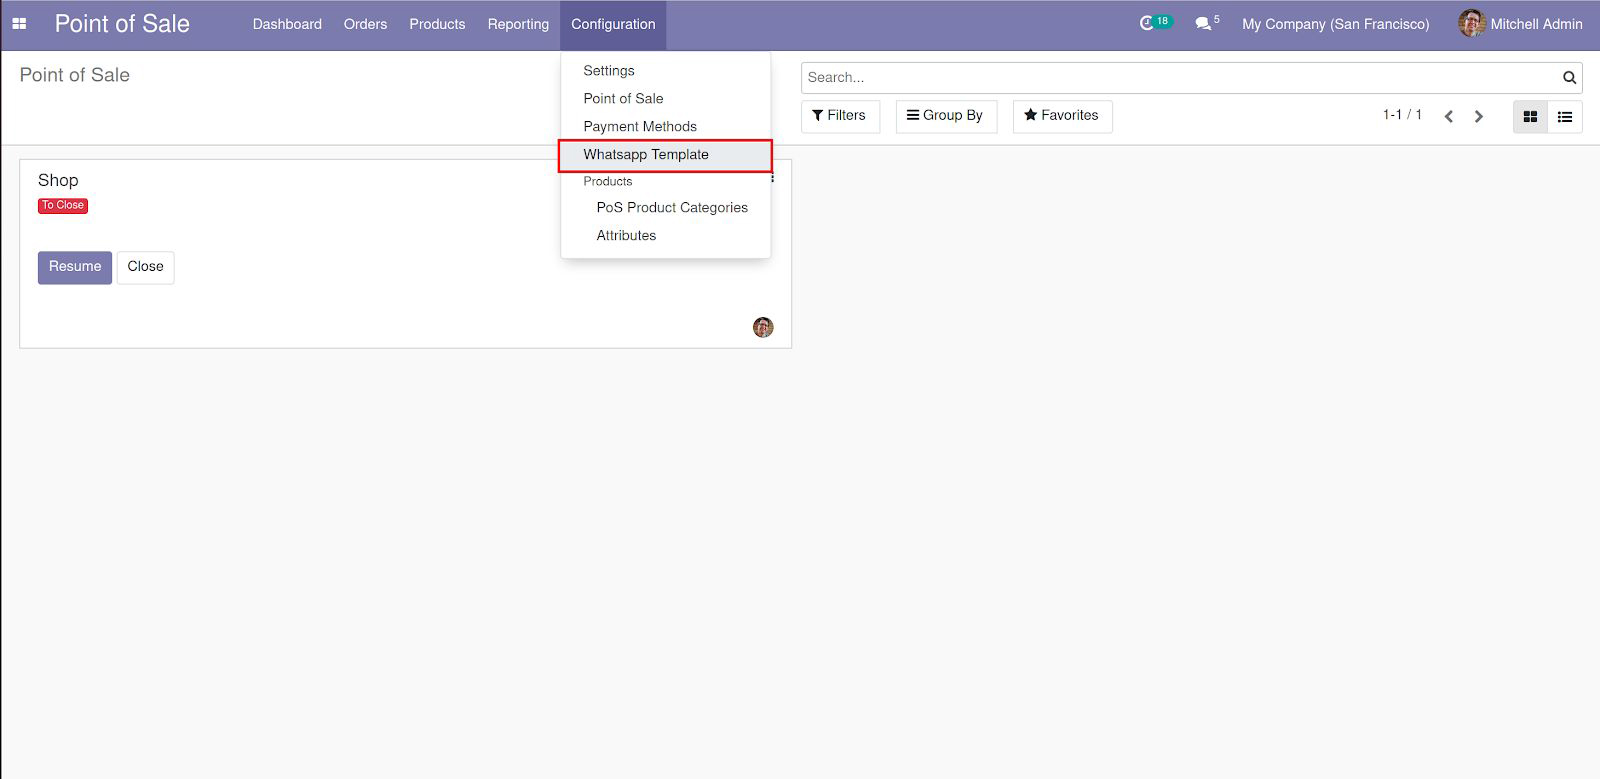 Point of Sale Dashboard Orders Products Reporting Configuration 18 5 My Company (San Francisco) Mitchell Admin
Point of Sale
Search...
Filters Group By Favorites 1-1 / 1
Settings
Point of Sale
Payment Methods
Whatsapp Template
Products
PoS Product Categories
Attributes
Shop
To Close
Resume Close